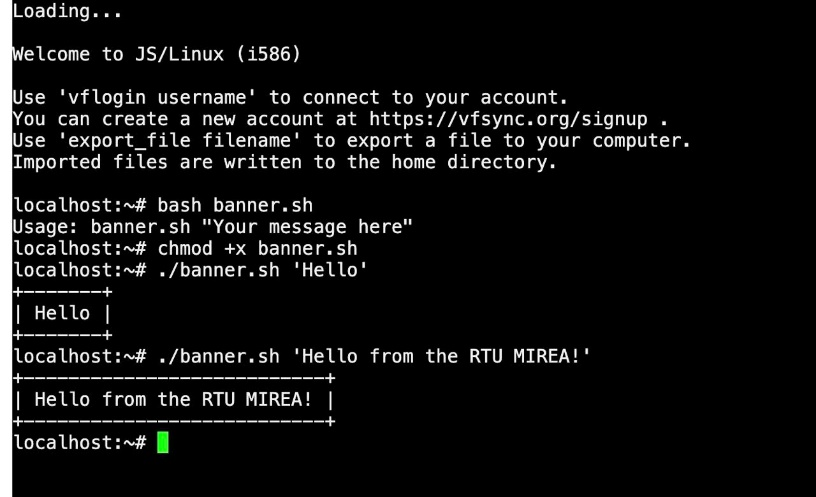 Loading...
Welcome to JS/Linux (i586)
Use 'vflogin username' to connect to your account.
You can create a new account at https://vfsync.org/signup .
Use 'export_file filename' to export a file to your computer.
Imported files are written to the home directory.
localhost:~# bash banner.sh
Usage: banner.sh "Your message here"
localhost:~# chmod +x banner.sh
localhost:~# ./banner.sh 'Hello'
+-------+
| Hello |
+-------+
localhost:~# ./banner.sh 'Hello from the RTU MIREA!'
+---------------------------+
| Hello from the RTU MIREA! |
+---------------------------+
localhost:~#